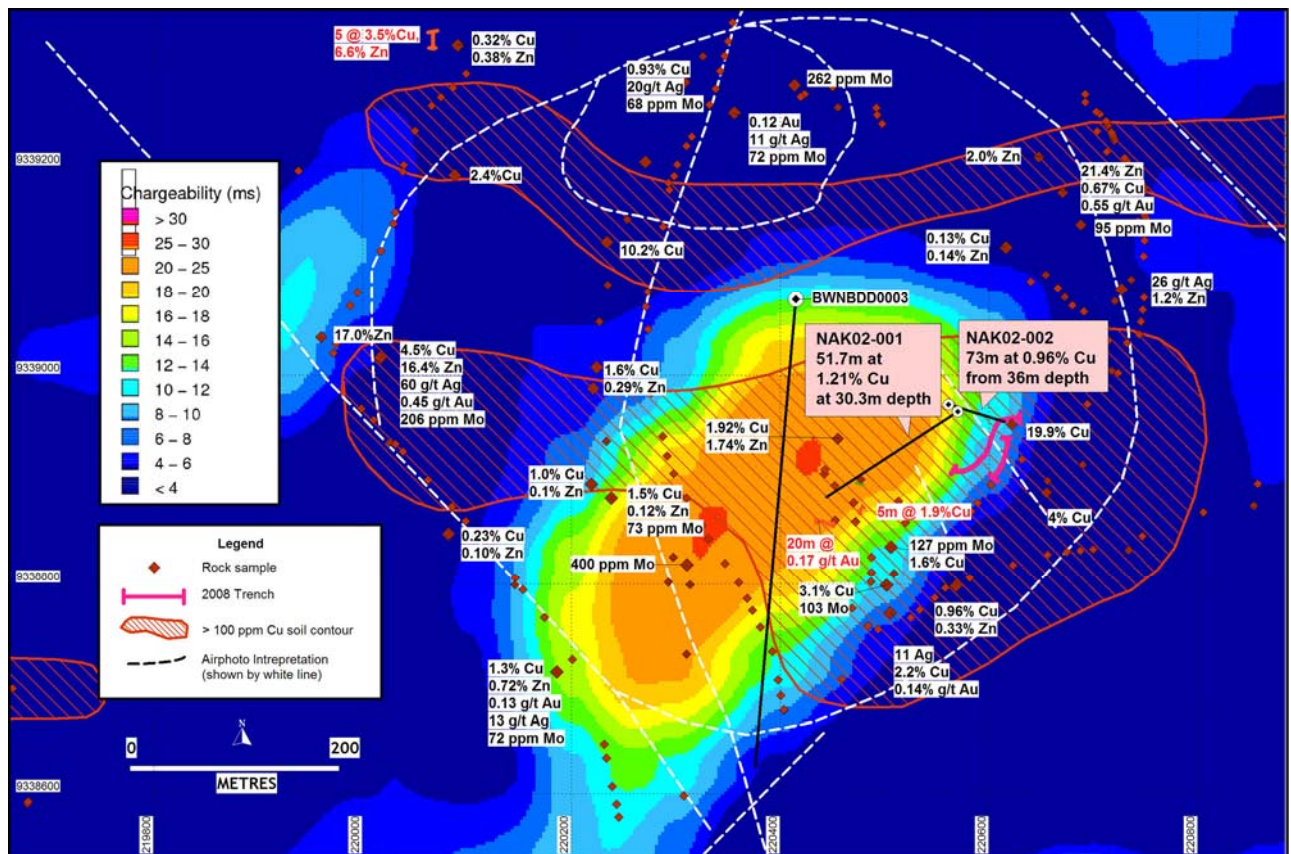 5 @ 3.5%Cu,
6.6% Zn
0.32% Cu
0.38% Zn
0.93% Cu
20g/t Ag
68 ppm Mo
262 ppm Mo
0.12 Au
11 g/t Ag
72 ppm Mo
9339200
2.4%Cu
2.0% Zn
21.4% Zn
0.67% Cu
0.55 g/t Au
95 ppm Mo
Chargeability (ms)
> 30
25 – 30
20 – 25
18 – 20
16 – 18
14 – 16
12 – 14
10 – 12
8 – 10
6 – 8
4 – 6
< 4
10.2% Cu
0.13% Cu
0.14% Zn
26 g/t Ag
1.2% Zn
BWNBDD0003
17.0%Zn
NAK02-001
51.7m at
1.21% Cu
at 30.3m depth
NAK02-002
73m at 0.96% Cu
from 36m depth
9339000
4.5% Cu
16.4% Zn
60 g/t Ag
0.45 g/t Au
206 ppm Mo
1.6% Cu
0.29% Zn
1.92% Cu
1.74% Zn
19.9% Cu
1.0% Cu
0.1% Zn
1.5% Cu
0.12% Zn
73 ppm Mo
5m @ 1.9%Cu
4% Cu
0.23% Cu
0.10% Zn
20m @
0.17 g/t Au
127 ppm Mo
1.6% Cu
400 ppm Mo
9330000
3.1% Cu
103 Mo
0.96% Cu
0.33% Zn
Legend
Rock sample
2008 Trench
> 100 ppm Cu soil contour
Airphoto Intrepretation
(shown by white line)
11 Ag
2.2% Cu
0.14% g/t Au
1.3% Cu
0.72% Zn
0.13 g/t Au
13 g/t Ag
72 ppm Mo
N
0 200
METRES
9338600
219800
220000
220200
220400
220600
220800